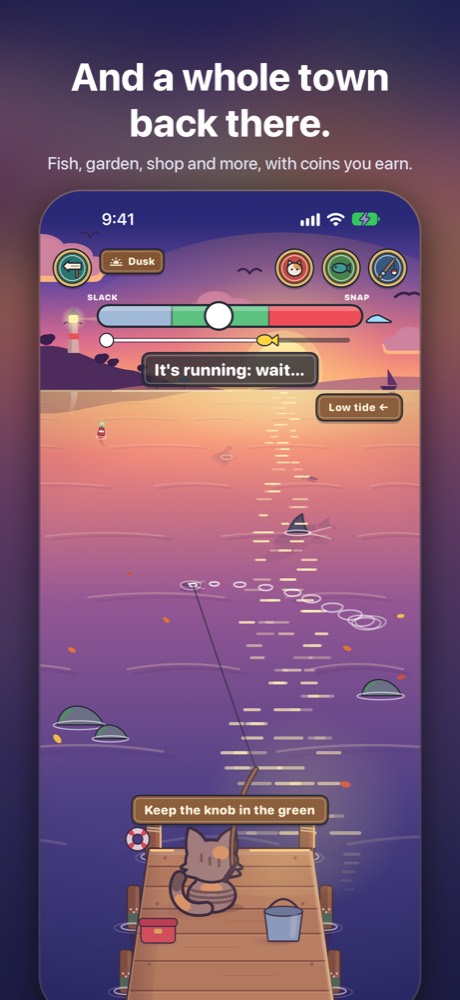 And a whole town
back there.
Fish, garden, shop and more, with coins you earn.
9:41
Dusk
SLACK
SNAP
It's running: wait...
Low tide ←
Keep the knob in the green